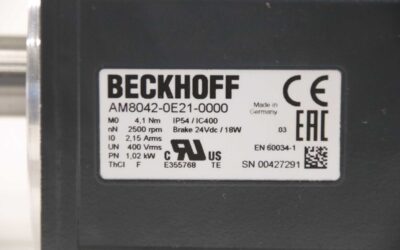 BECKHOFF
AM8042-0E21-0000
M0 4,1 Nm IP54 / IC400
nN 2500 rpm Brake 24Vdc / 18W
I0 2,15 Arms
UN 400 Vrms
PN 1,02 kW
ThCl F E355768 TE
C US
Made in
Germany
03 EAC
EN 60034-1
SN 00427291